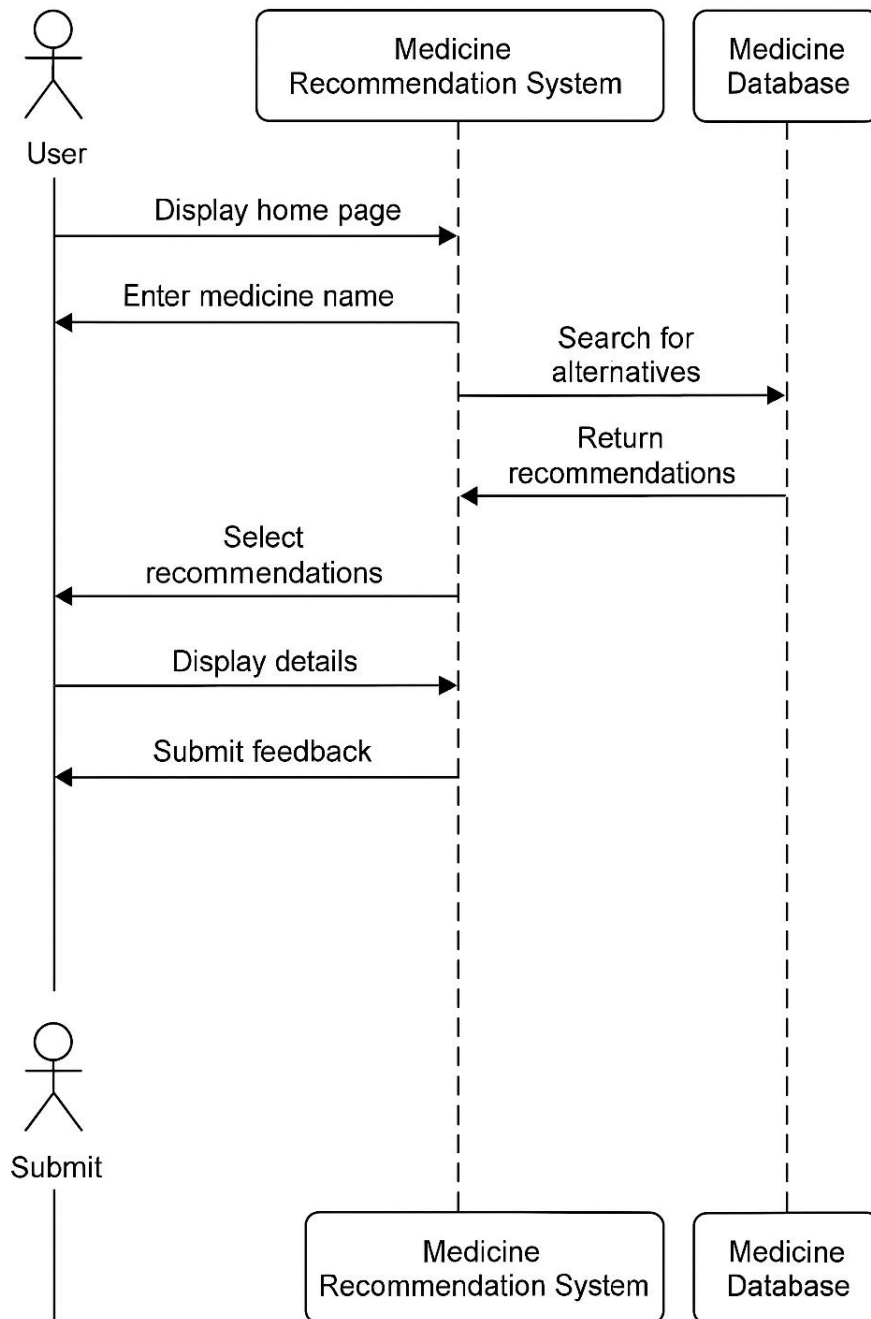 Medicine
Recommendation System
Medicine
Database
User
Display home page
Enter medicine name
Search for
alternatives
Return
recommendations
Select
recommendations
Display details
Submit feedback
Submit
Medicine
Recommendation System
Medicine
Database